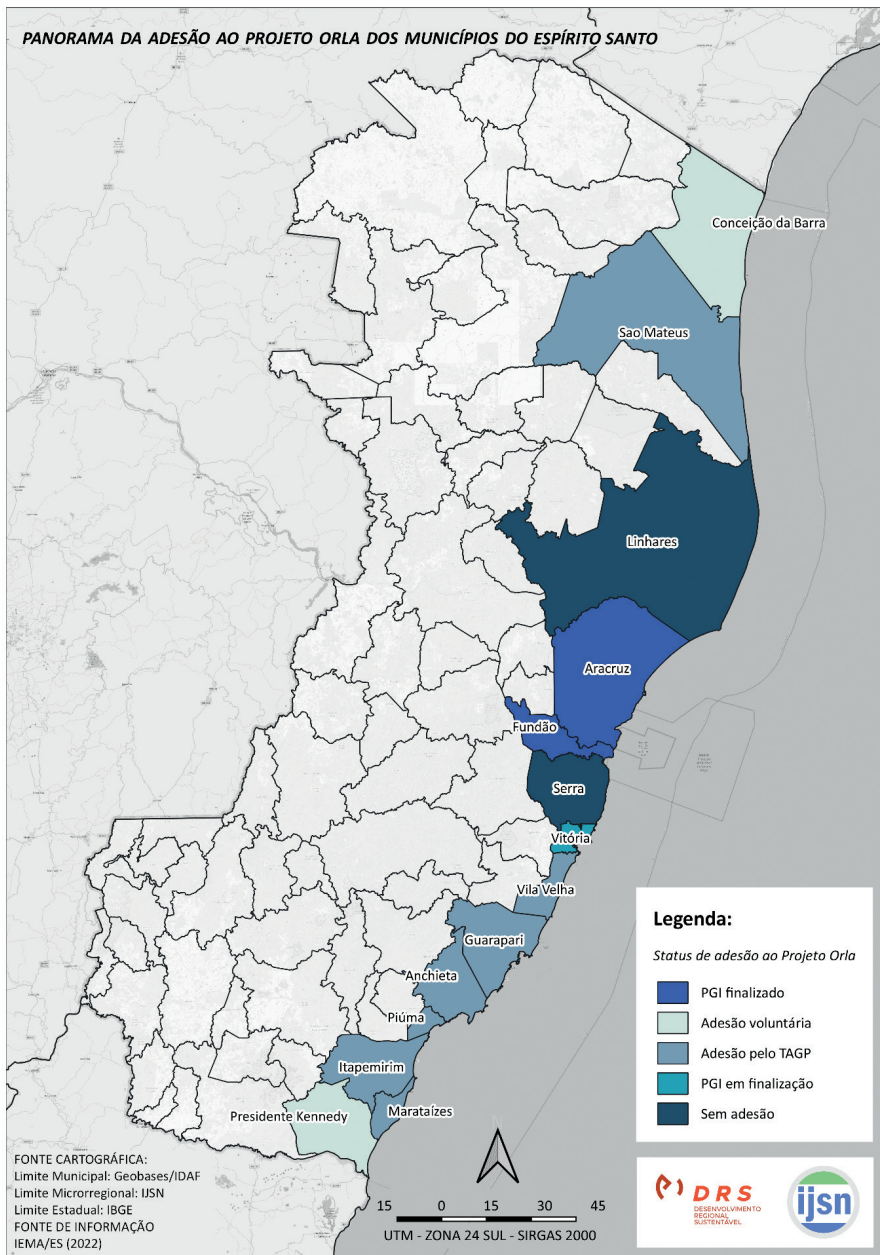 PANORAMA DA ADESÃO AO PROJETO ORLA DOS MUNICÍPIOS DO ESPÍRITO SANTO
Conceição da Barra
Sao Mateus
Linhares
Aracruz
Fundão
Serra
Vitória
Vila Velha
Guarapari
Anchieta
Piúma
Itapemirim
Marataízes
Presidente Kennedy
Legenda:
Status de adesão ao Projeto Orla
PGI finalizado
Adesão voluntária
Adesão pelo TAGP
PGI em finalização
Sem adesão
FONTE CARTOGRÁFICA:
Limite Municipal: Geobases/IDAF
Limite Microrregional: IJSN
Limite Estadual: IBGE
FONTE DE INFORMAÇÃO
IEMA/ES (2022)
15 0 15 30 45
UTM - ZONA 24 SUL - SIRGAS 2000
DRS
DESENVOLVIMENTO
REGIONAL
SUSTENTÁVEL
ijsn